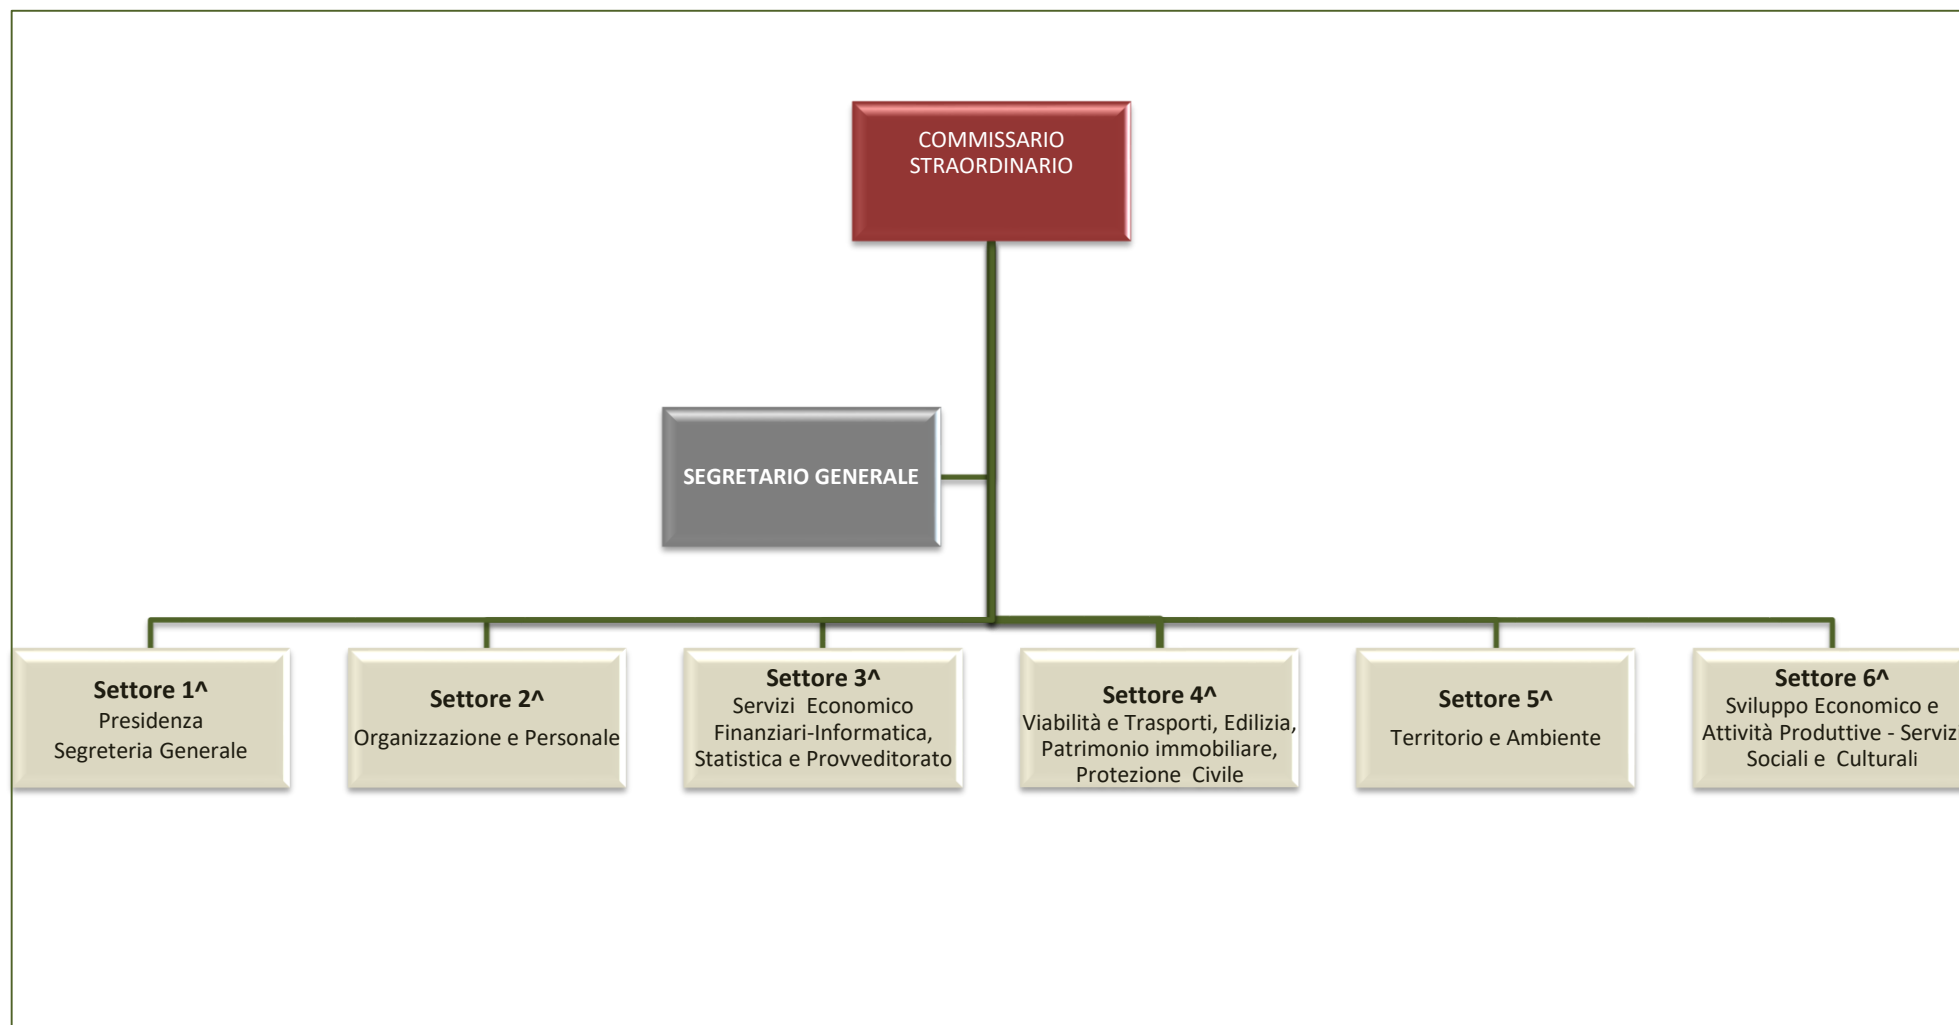 COMMISSARIO
STRAORDINARIO
SEGRETARIO GENERALE
Settore 1^
Presidenza
Segreteria Generale
Settore 2^
Organizzazione e Personale
Settore 3^
Servizi  Economico
Finanziari-Informatica,
Statistica e Provveditorato
Settore 4^
Viabilità e Trasporti, Edilizia,
Patrimonio immobiliare,
Protezione  Civile
Settore 5^
Territorio e Ambiente
Settore 6^
Sviluppo Economico e
Attività Produttive - Servizi
Sociali e  Culturali